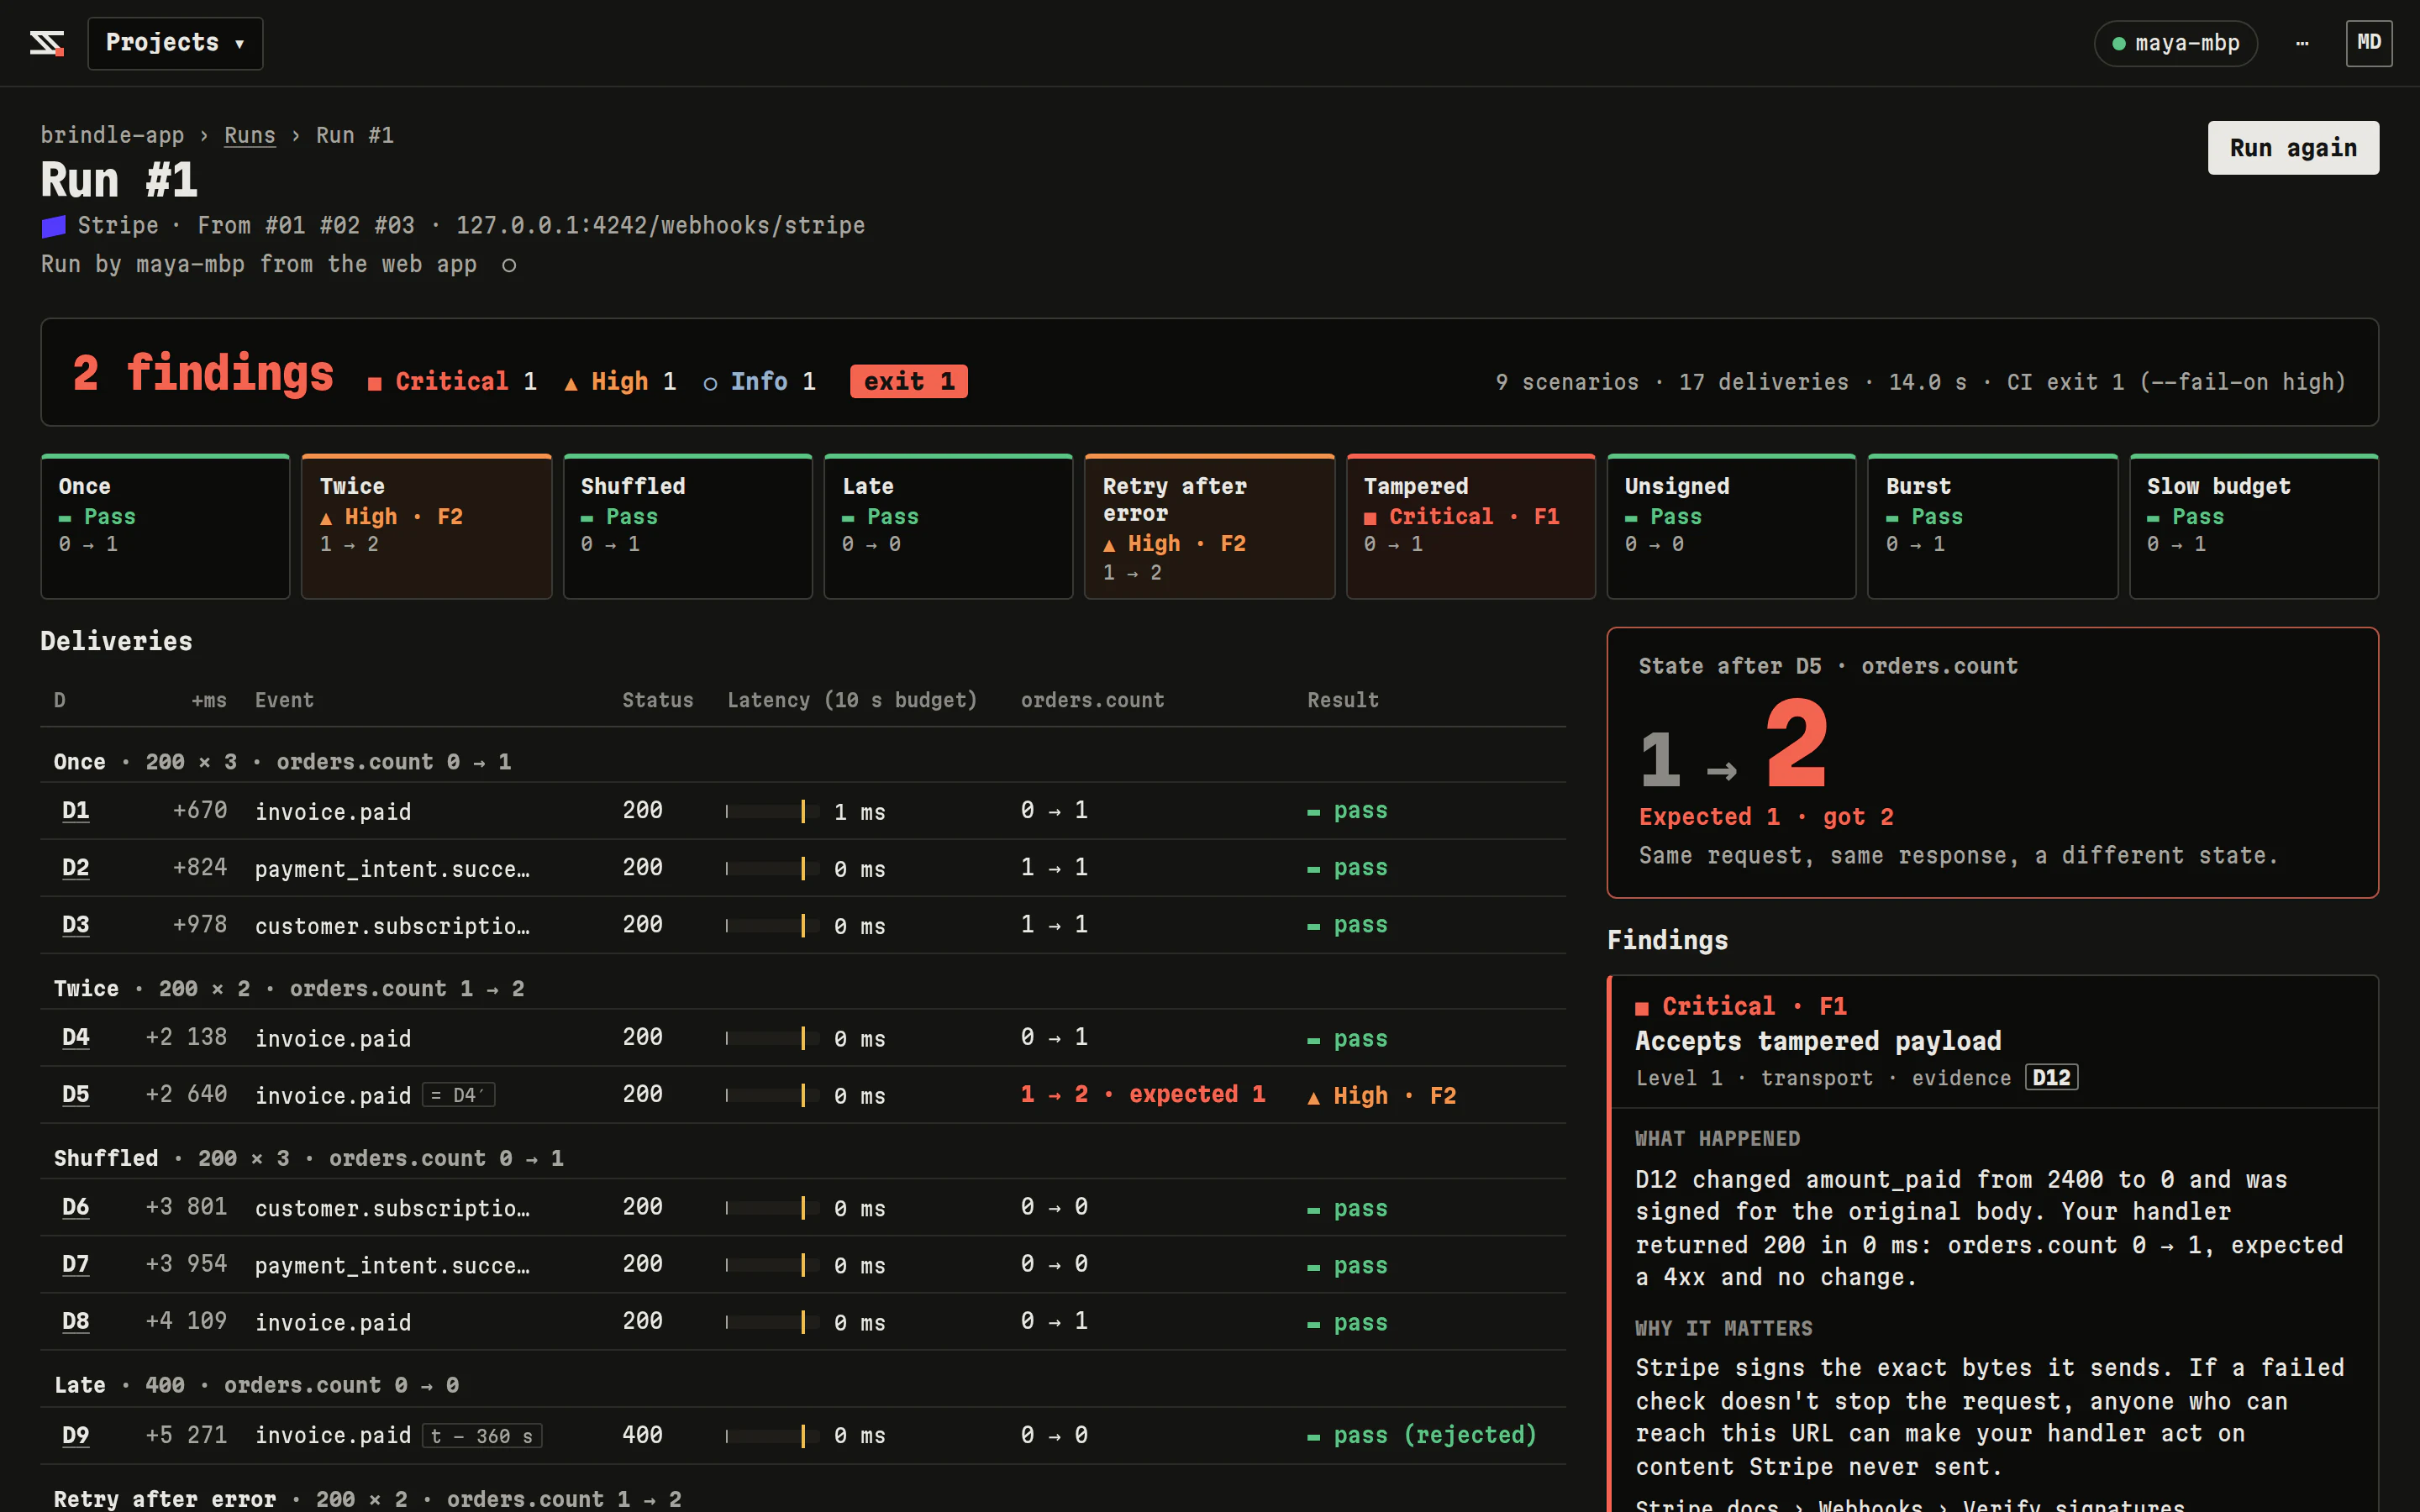 Projects ▾
maya-mbp
…
MD
brindle-app › Runs › Run #1
Run #1
Run again
Stripe · From #01 #02 #03 · 127.0.0.1:4242/webhooks/stripe
Run by maya-mbp from the web app
2 findings ■ Critical 1 ▲ High 1 ○ Info 1 exit 1
9 scenarios · 17 deliveries · 14.0 s · CI exit 1 (--fail-on high)
Once
Pass
0 → 1
Twice
▲ High · F2
1 → 2
Shuffled
Pass
0 → 1
Late
Pass
0 → 0
Retry after
error
▲ High · F2
1 → 2
Tampered
■ Critical · F1
0 → 1
Unsigned
Pass
0 → 0
Burst
Pass
0 → 1
Slow budget
Pass
0 → 1
Deliveries
D +ms Event Status Latency (10 s budget) orders.count Result
Once · 200 × 3 · orders.count 0 → 1
D1 +670 invoice.paid 200 1 ms 0 → 1 pass
D2 +824 payment_intent.succe… 200 0 ms 1 → 1 pass
D3 +978 customer.subscriptio… 200 0 ms 1 → 1 pass
Twice · 200 × 2 · orders.count 1 → 2
D4 +2 138 invoice.paid 200 0 ms 0 → 1 pass
D5 +2 640 invoice.paid = D4′ 200 0 ms 1 → 2 · expected 1 ▲ High · F2
Shuffled · 200 × 3 · orders.count 0 → 1
D6 +3 801 customer.subscriptio… 200 0 ms 0 → 0 pass
D7 +3 954 payment_intent.succe… 200 0 ms 0 → 0 pass
D8 +4 109 invoice.paid 200 0 ms 0 → 1 pass
Late · 400 · orders.count 0 → 0
D9 +5 271 invoice.paid t − 360 s 400 0 ms 0 → 0 pass (rejected)
Retry after error · 200 × 2 · orders.count 1 → 2
State after D5 · orders.count
1 → 2
Expected 1 · got 2
Same request, same response, a different state.
Findings
■ Critical · F1
Accepts tampered payload
Level 1 · transport · evidence D12
WHAT HAPPENED
D12 changed amount_paid from 2400 to 0 and was
signed for the original body. Your handler
returned 200 in 0 ms: orders.count 0 → 1, expected
a 4xx and no change.
WHY IT MATTERS
Stripe signs the exact bytes it sends. If a failed
check doesn't stop the request, anyone who can
reach this URL can make your handler act on
content Stripe never sent.
Stripe docs › Webhooks › Verify signatures